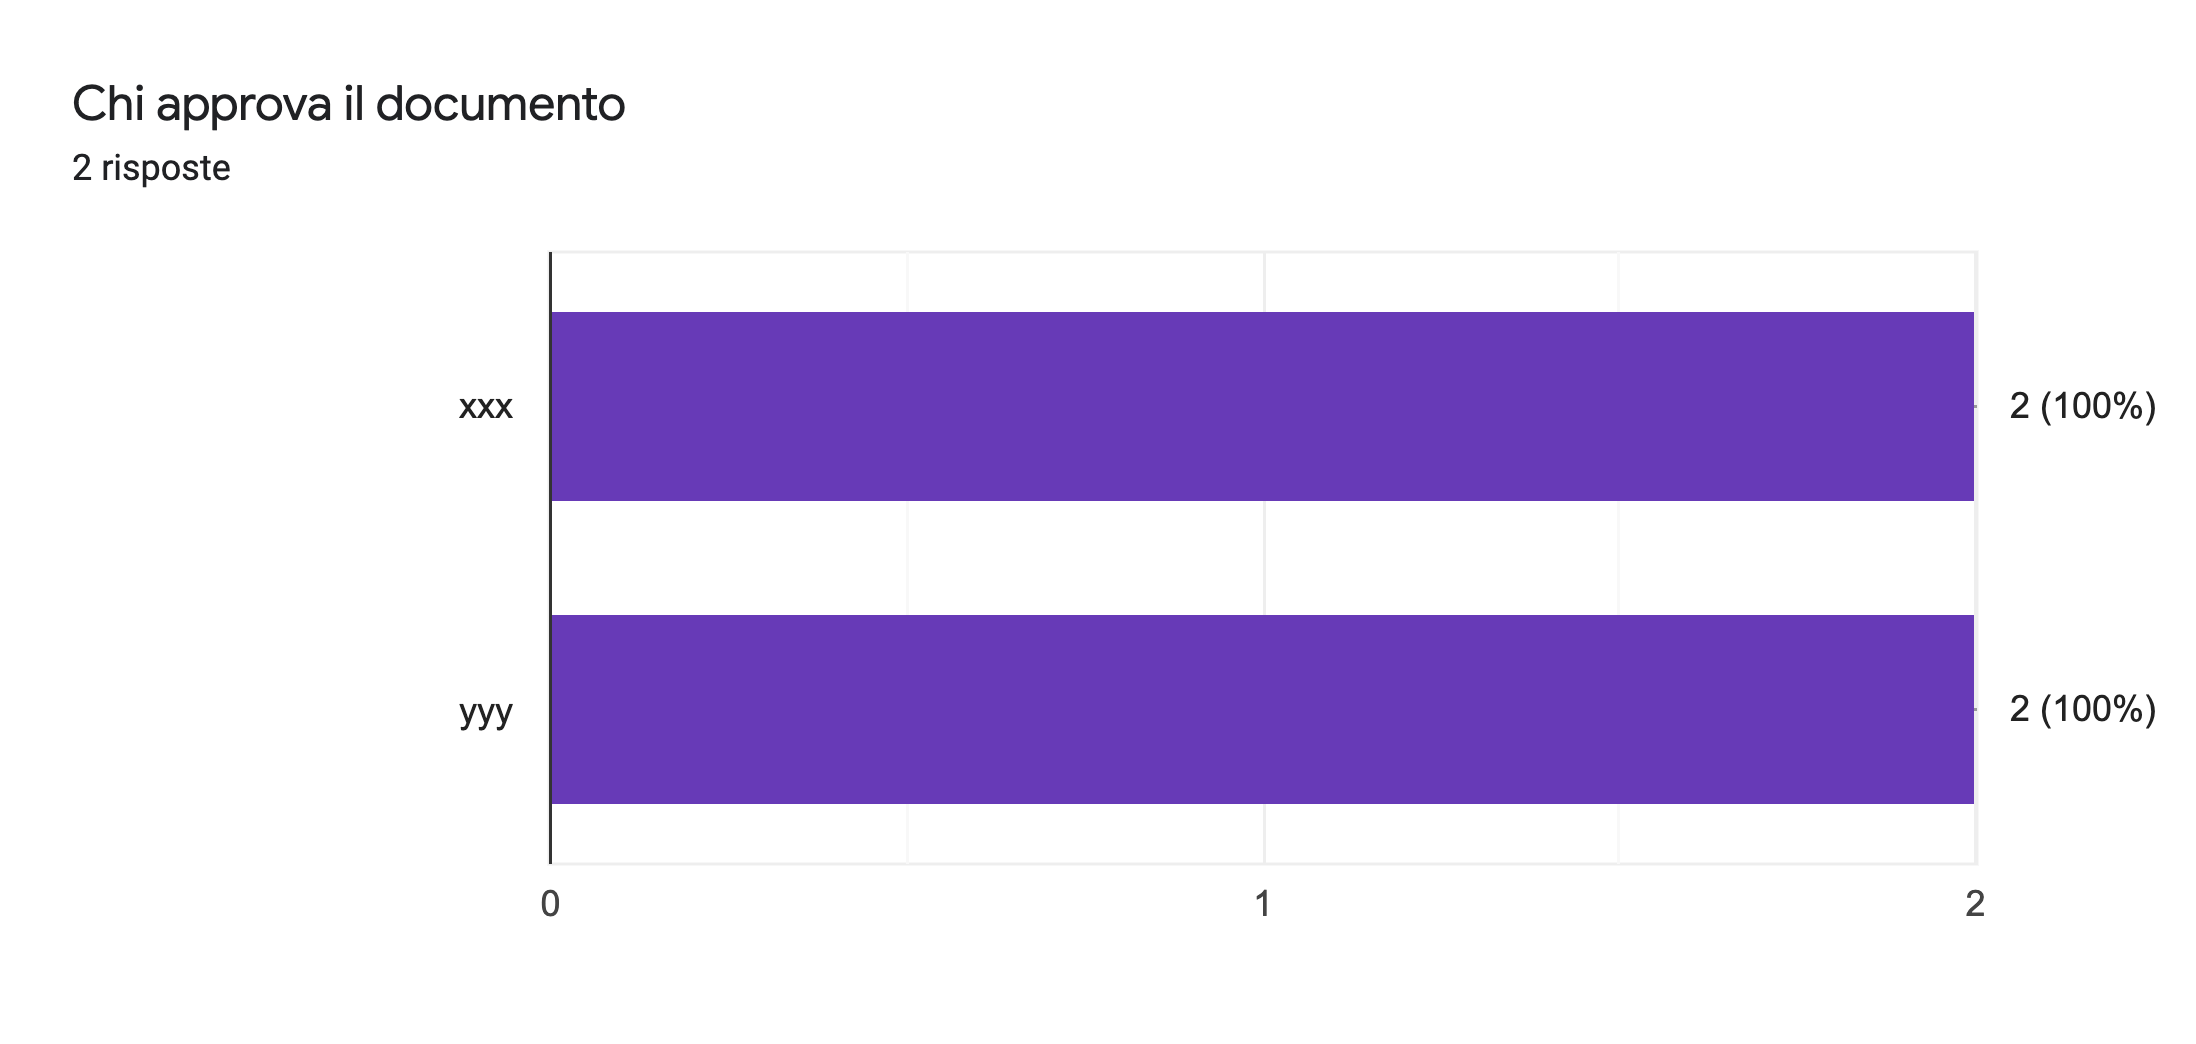 Chi approva il documento
2 risposte
xxx 2 (100%)
yyy 2 (100%)
0 1 2